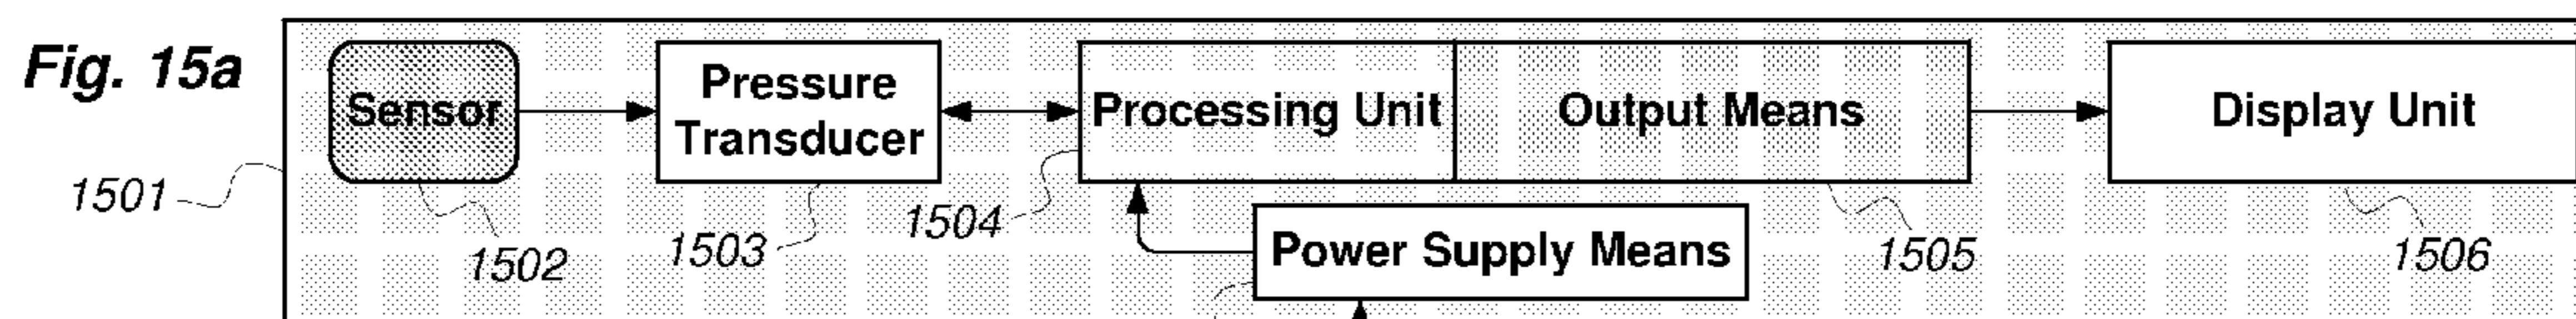 Fig. 15a
Sensor
Pressure
Transducer
Processing Unit
Output Means
Display Unit
1501
1502
1503
1504
Power Supply Means
1505
1506